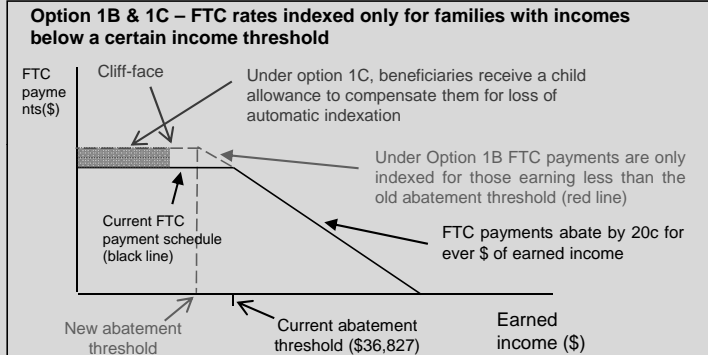 Option 1B & 1C – FTC rates indexed only for families with incomes
below a certain income threshold
FTC
payme
nts($)
Cliff-face
Under option 1C, beneficiaries receive a child
allowance to compensate them for loss of
automatic indexation
Under Option 1B FTC payments are only
indexed for those earning less than the
old abatement threshold (red line)
Current FTC
payment schedule
(black line)
FTC payments abate by 20c for
ever $ of earned income
New abatement
threshold
Current abatement
threshold ($36,827)
Earned
income ($)